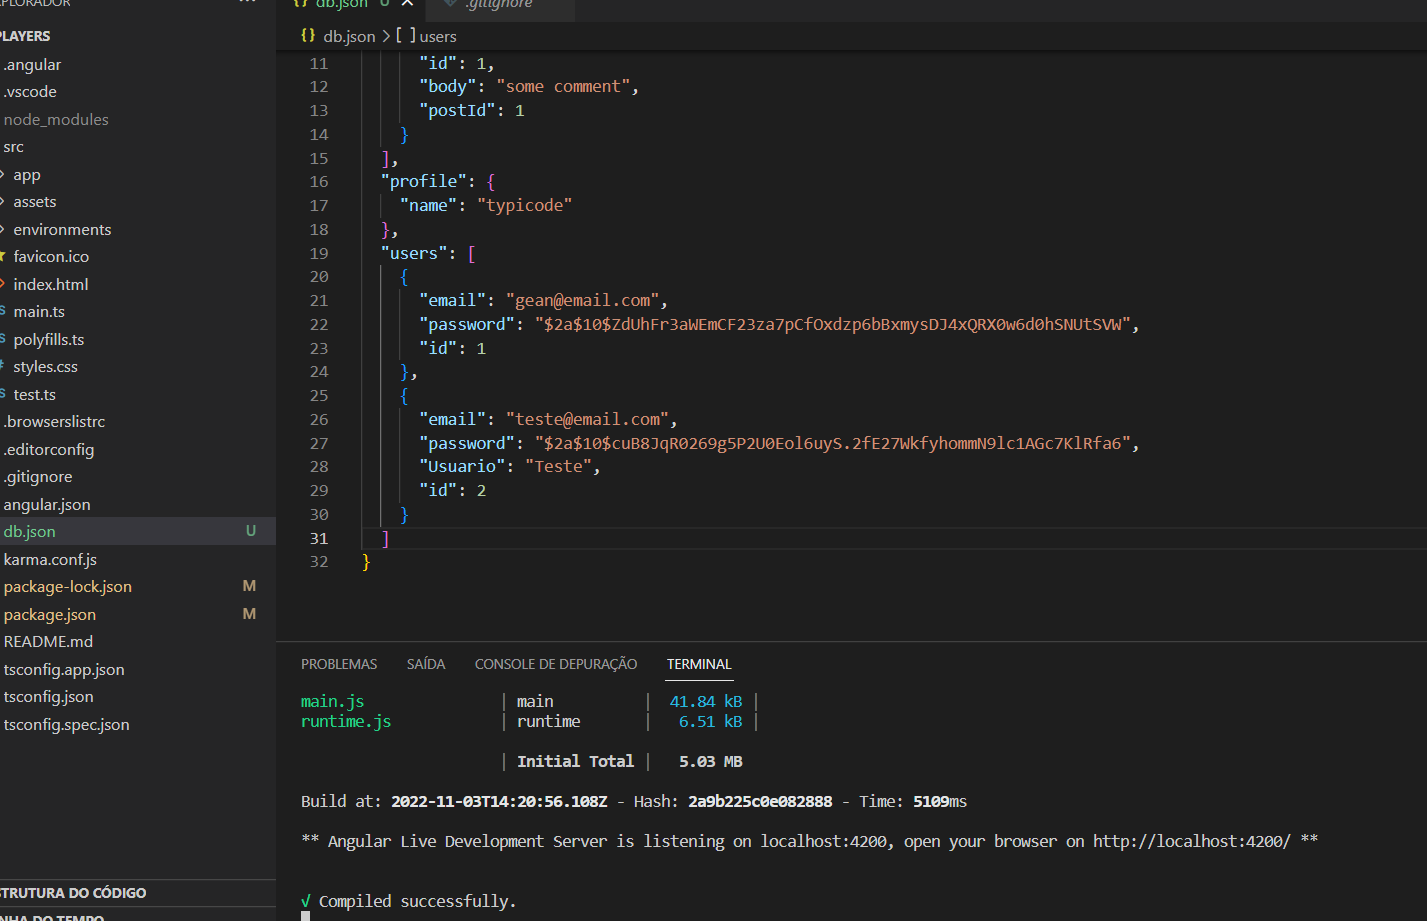 PLORADOR
PLAYERS
.angular
.vscode
node_modules
src
app
assets
environments
favicon.ico
index.html
main.ts
polyfills.ts
styles.css
test.ts
.browserslistrc
.editorconfig
.gitignore
angular.json
db.json U
karma.conf.js
package-lock.json M
package.json M
README.md
tsconfig.app.json
tsconfig.json
tsconfig.spec.json
STRUTURA DO CÓDIGO
NHA DO TEMPO
{} db.json U × .gitignore
{} db.json > [ ] users
11 "id": 1,
12 "body": "some comment",
13 "postId": 1
14 }
15 ],
16 "profile": {
17 "name": "typicode"
18 },
19 "users": [
20 {
21 "email": "gean@email.com",
22 "password": "$2a$10$ZdUhFr3aWEmCF23za7pCfOxdzp6bBxmysDJ4xQRX0w6d0hSNUtSVW",
23 "id": 1
24 },
25 {
26 "email": "teste@email.com",
27 "password": "$2a$10$cuB8JqR0269g5P2U0Eol6uyS.2fE27WkfyhommN9lc1AGc7KlRfa6",
28 "Usuario": "Teste",
29 "id": 2
30 }
31 ]
32 }
PROBLEMAS SAÍDA CONSOLE DE DEPURAÇÃO TERMINAL
main.js | main | 41.84 kB |
runtime.js | runtime | 6.51 kB |
| Initial Total | 5.03 MB
Build at: 2022-11-03T14:20:56.108Z - Hash: 2a9b225c0e082888 - Time: 5109ms
** Angular Live Development Server is listening on localhost:4200, open your browser on http://localhost:4200/ **
√ Compiled successfully.